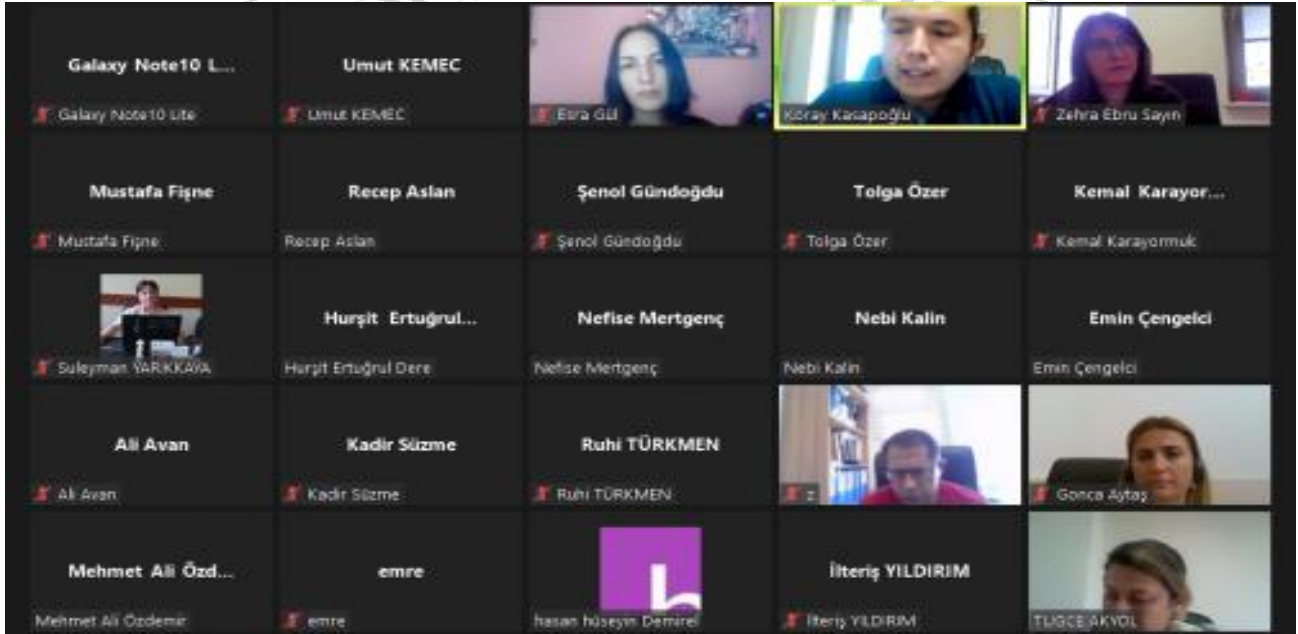 Galaxy Note10 L...
Galaxy Note10 Lite
Umut KEMEC
Umut KEMEC
Esra Gül
Koray Kasapoğlu
Zehra Ebru Sayın
Mustafa Fişne
Mustafa Fişne
Recep Aslan
Recep Aslan
Şenol Gündoğdu
Şenol Gündoğdu
Tolga Özer
Tolga Özer
Kemal Karayor...
Kemal Karayormuk
Suleyman YARIKKAYA
Hurşit Ertuğrul...
Hurşit Ertuğrul Dere
Nefise Mertgenç
Nefise Mertgenç
Nebi Kalin
Nebi Kalin
Emin Çengelci
Emin Çengelci
Ali Avan
Ali Avan
Kadir Süzme
Kadir Süzme
Ruhi TÜRKMEN
Ruhi TÜRKMEN
z
Gonca Aytaş
Mehmet Ali Özd...
Mehmet Ali Özdemir
emre
emre
h
hasan hüseyin Demirel
İlteriş YILDIRIM
İlteriş YILDIRIM
TUGCE AKYOL